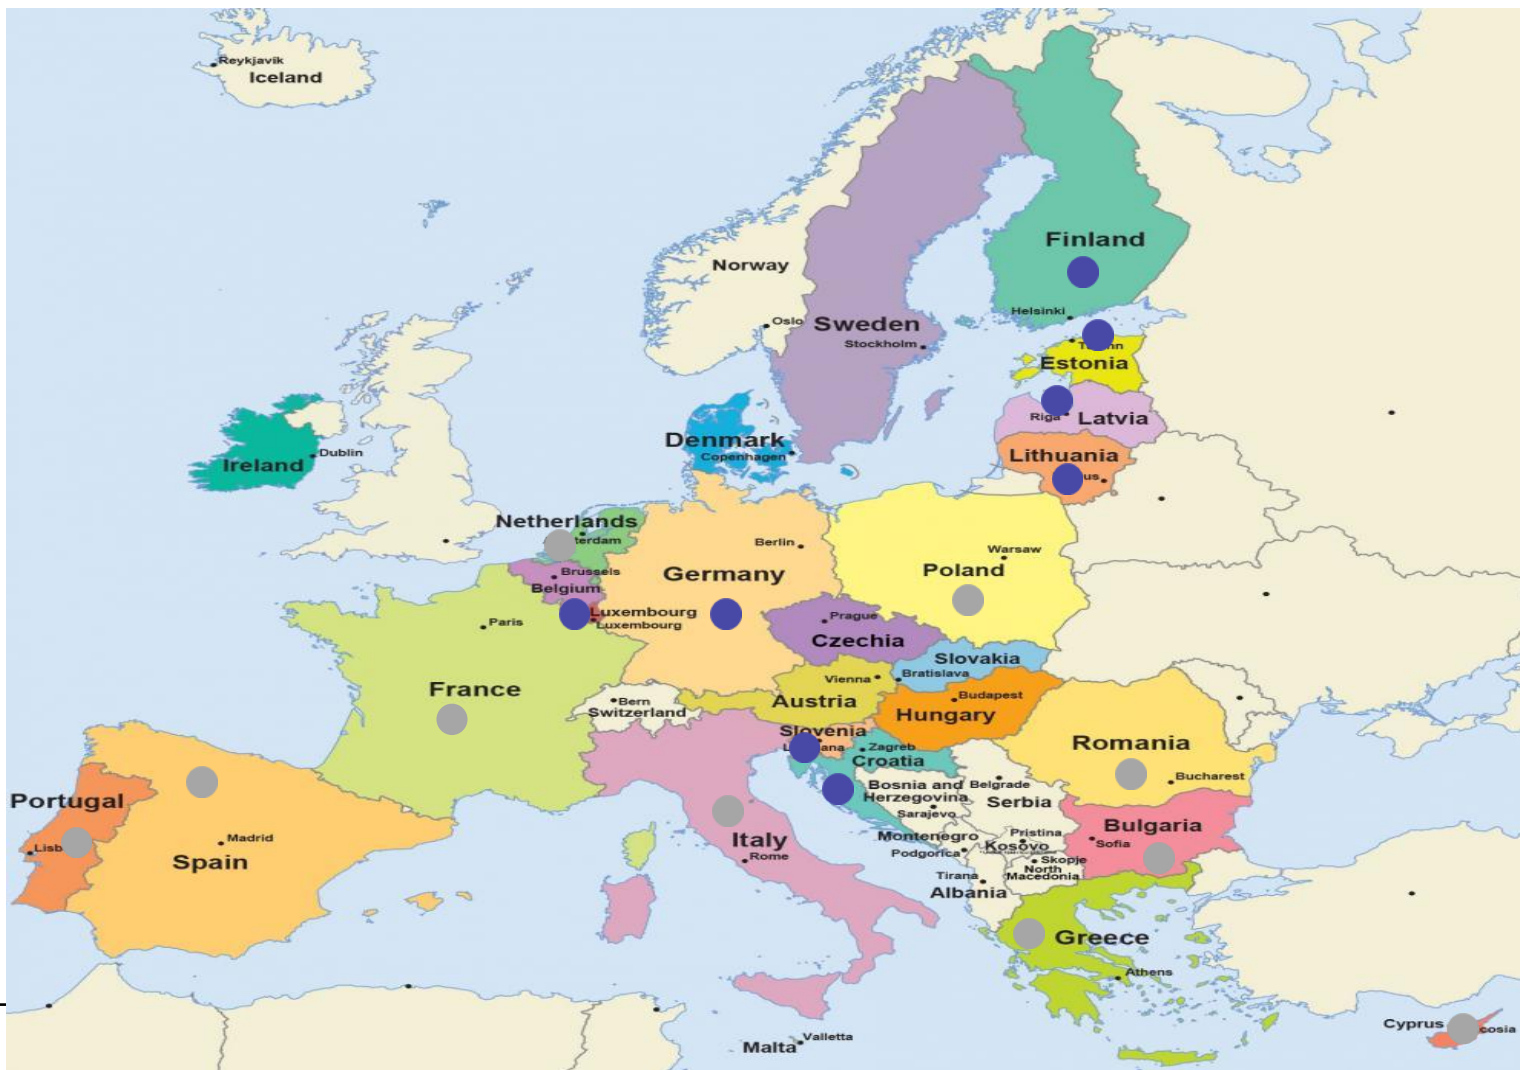 Reykjavik
Iceland
Finland
Norway
Helsinki
Oslo
Sweden
Stockholm
Estonia
Riga
Latvia
Denmark
Copenhagen
Dublin
Ireland
Lithuania
Netherlands
Berlin
Warsaw
Germany
Poland
Brussels
Belgium
Luxembourg
Luxembourg
Paris
Prague
Czechia
Slovakia
Bratislava
Vienna
France
Austria
Budapest
Hungary
Bern
Switzerland
Slovenia
Zagreb
Croatia
Romania
Bucharest
Bosnia and
Herzegovina
Belgrade
Serbia
Sarajevo
Portugal
Madrid
Spain
Italy
Rome
Montenegro
Podgorica
Pristina
Kosovo
Bulgaria
Sofia
Skopje
North
Macedonia
Tirana
Albania
Greece
Athens
Cyprus
Malta
Valletta